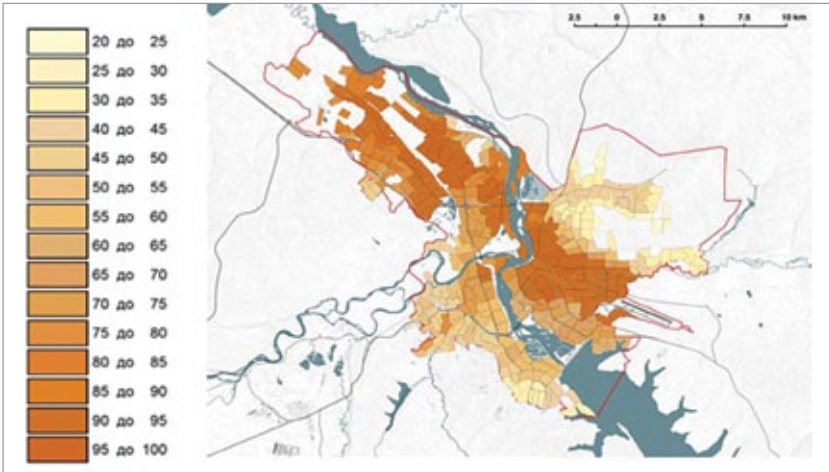 20 до 25
25 до 30
30 до 35
40 до 45
45 до 50
50 до 55
55 до 60
60 до 65
65 до 70
70 до 75
75 до 80
80 до 85
85 до 90
90 до 95
95 до 100
2.5 0 2.5 5 7.5 10 km